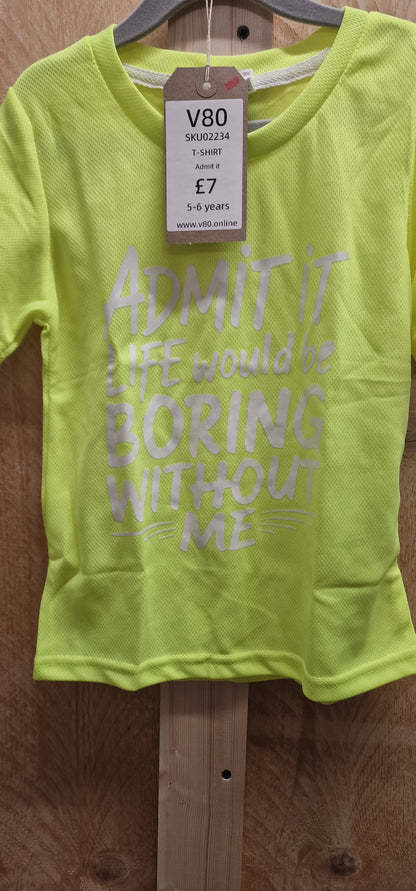 V80
SKU02234
T-SHIRT
Admit it
£7
5-6 years
www.v80.online
ADMiT iT
LIFE would be
BORING
WITHOUT
ME